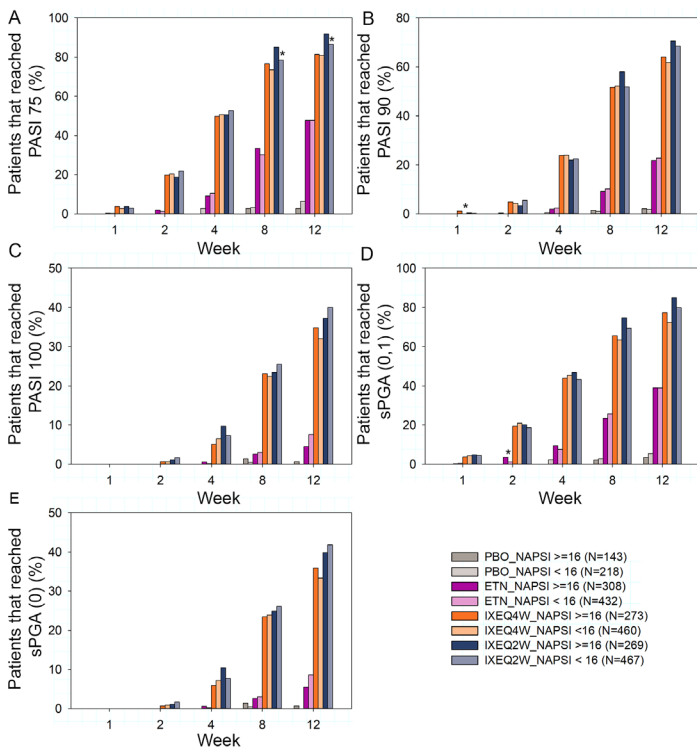 A
Patients that reached
PASI 75 (%)
100
80
60
40
20
0
* *
1 2 4 8 12
Week
B
Patients that reached
PASI 90 (%)
80
60
40
20
0
*
1 2 4 8 12
Week
C
Patients that reached
PASI 100 (%)
50
40
30
20
10
0
1 2 4 8 12
Week
D
Patients that reached
sPGA (0,1) (%)
100
80
60
40
20
0
*
1 2 4 8 12
Week
E
Patients that reached
sPGA (0) (%)
50
40
30
20
10
0
1 2 4 8 12
Week
PBO_NAPSI >=16 (N=143)
PBO_NAPSI < 16 (N=218)
ETN_NAPSI >=16 (N=308)
ETN_NAPSI < 16 (N=432)
IXEQ4W_NAPSI >=16 (N=273)
IXEQ4W_NAPSI <16 (N=460)
IXEQ2W_NAPSI >=16 (N=269)
IXEQ2W_NAPSI < 16 (N=467)